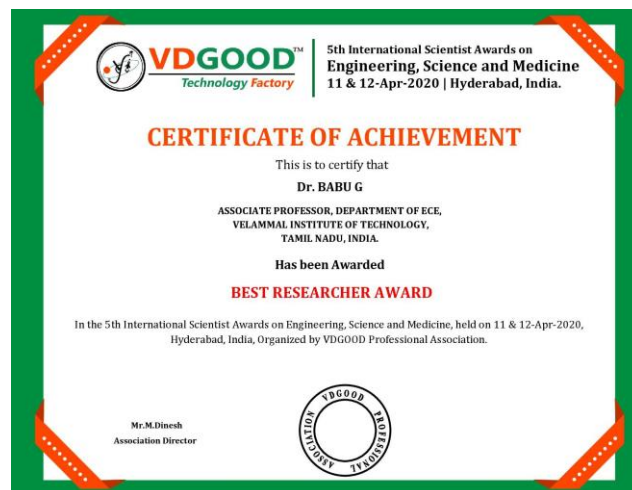 VDGOOD™
Technology Factory
5th International Scientist Awards on
Engineering, Science and Medicine
11 & 12-Apr-2020 | Hyderabad, India.
CERTIFICATE OF ACHIEVEMENT
This is to certify that
Dr. BABU G
ASSOCIATE PROFESSOR, DEPARTMENT OF ECE,
VELAMMAL INSTITUTE OF TECHNOLOGY,
TAMIL NADU, INDIA.
Has been Awarded
BEST RESEARCHER AWARD
In the 5th International Scientist Awards on Engineering, Science and Medicine, held on 11 & 12-Apr-2020,
Hyderabad, India, Organized by VDGOOD Professional Association.
Mr.M.Dinesh
Association Director
VDGOOD PROFESSIONAL ASSOCIATION